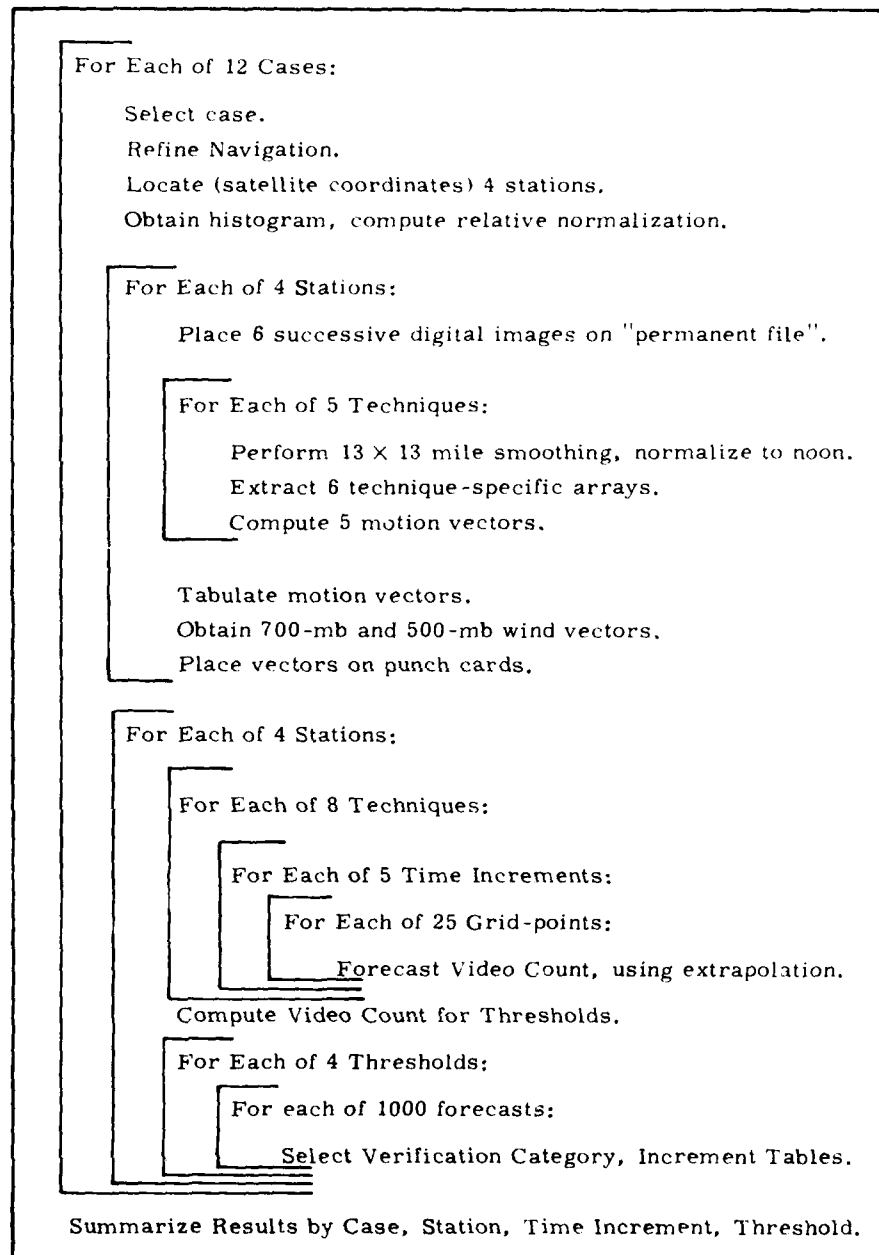 For Each of 12 Cases:
Select case.
Refine Navigation.
Locate (satellite coordinates) 4 stations.
Obtain histogram, compute relative normalization.
For Each of 4 Stations:
Place 6 successive digital images on "permanent file".
For Each of 5 Techniques:
Perform 13 × 13 mile smoothing, normalize to noon.
Extract 6 technique-specific arrays.
Compute 5 motion vectors.
Tabulate motion vectors.
Obtain 700-mb and 500-mb wind vectors.
Place vectors on punch cards.
For Each of 4 Stations:
For Each of 8 Techniques:
For Each of 5 Time Increments:
For Each of 25 Grid-points:
Forecast Video Count, using extrapolation.
Compute Video Count for Thresholds.
For Each of 4 Thresholds:
For each of 1000 forecasts:
Select Verification Category, Increment Tables.
Summarize Results by Case, Station, Time Increment, Threshold.